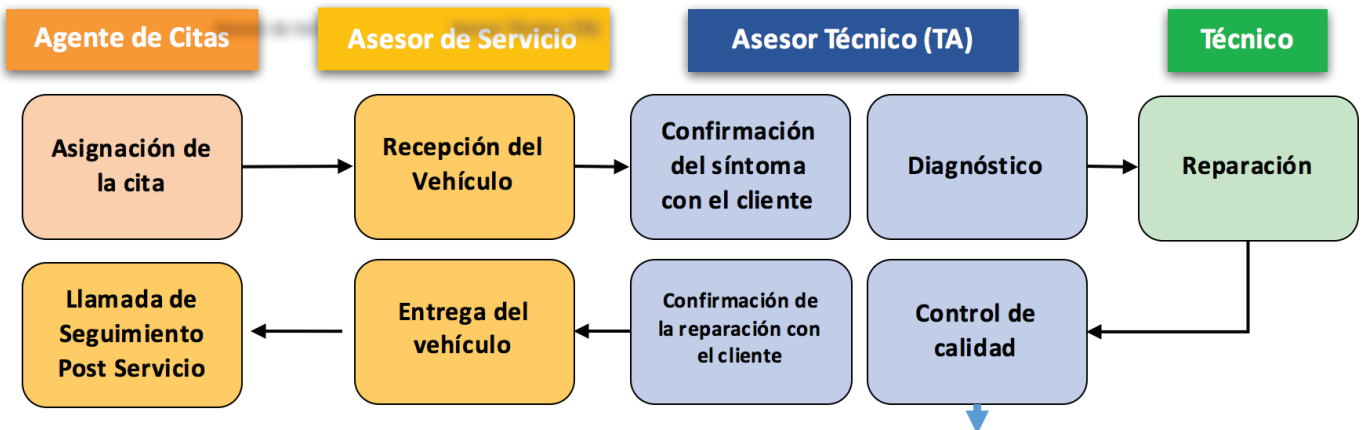 Agente de Citas
Asesor de Servicio
Asesor Técnico (TA)
Técnico
Asignación de
la cita
Recepción del
Vehículo
Confirmación
del síntoma
con el cliente
Diagnóstico
Reparación
Llamada de
Seguimiento
Post Servicio
Entrega del
vehículo
Confirmación de
la reparación con
el cliente
Control de
calidad